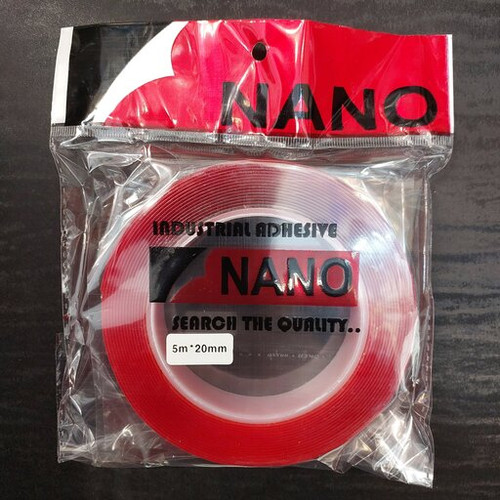 NANO
INDUSTRIAL ADHESIVE
NANO
SEARCH THE QUALITY..
5m*20mm